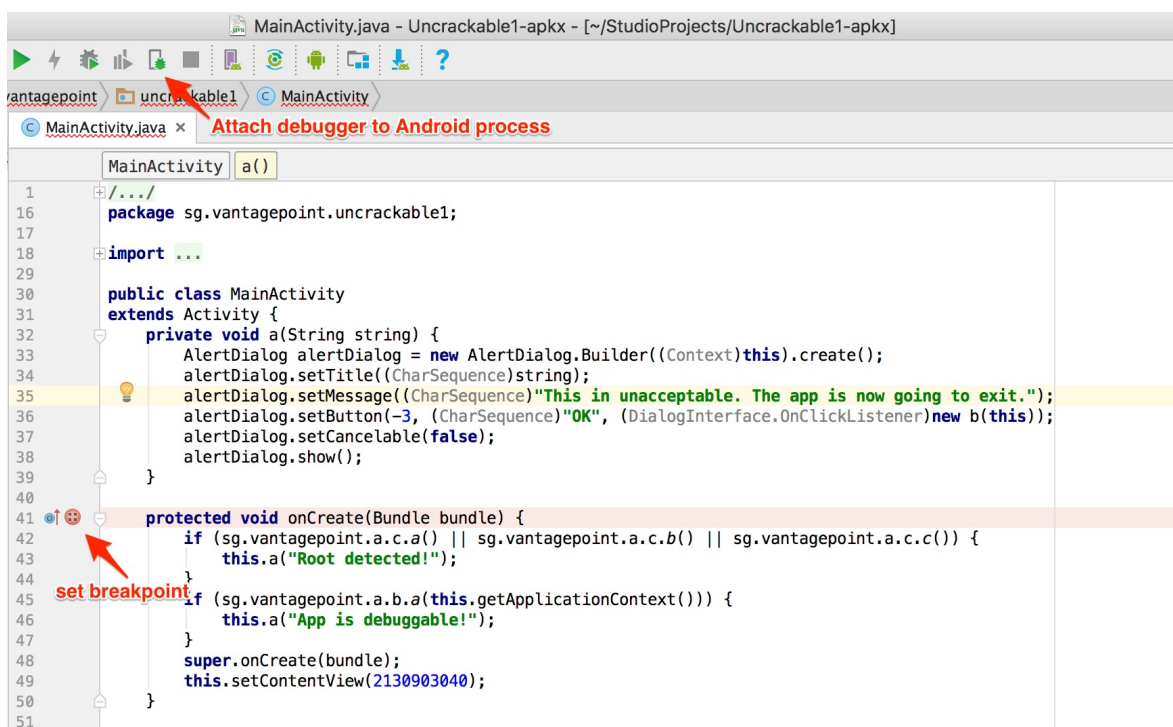 MainActivity.java - Uncrackable1-apkx - [~/StudioProjects/Uncrackable1-apkx]
vantagepoint uncrackable1 MainActivity
MainActivity.java × Attach debugger to Android process
MainActivity a()
1 /.../
16 package sg.vantagepoint.uncrackable1;
17
18 import ...
29
30 public class MainActivity
31 extends Activity {
32 private void a(String string) {
33 AlertDialog alertDialog = new AlertDialog.Builder((Context)this).create();
34 alertDialog.setTitle((CharSequence)string);
35 alertDialog.setMessage((CharSequence)"This in unacceptable. The app is now going to exit.");
36 alertDialog.setButton(-3, (CharSequence)"OK", (DialogInterface.OnClickListener)new b(this));
37 alertDialog.setCancelable(false);
38 alertDialog.show();
39 }
40
41 protected void onCreate(Bundle bundle) {
42 if (sg.vantagepoint.a.c.a() || sg.vantagepoint.a.c.b() || sg.vantagepoint.a.c.c()) {
43 this.a("Root detected!");
44 }
set breakpoint
45 if (sg.vantagepoint.a.b.a(this.getApplicationContext())) {
46 this.a("App is debuggable!");
47 }
48 super.onCreate(bundle);
49 this.setContentView(2130903040);
50 }
51